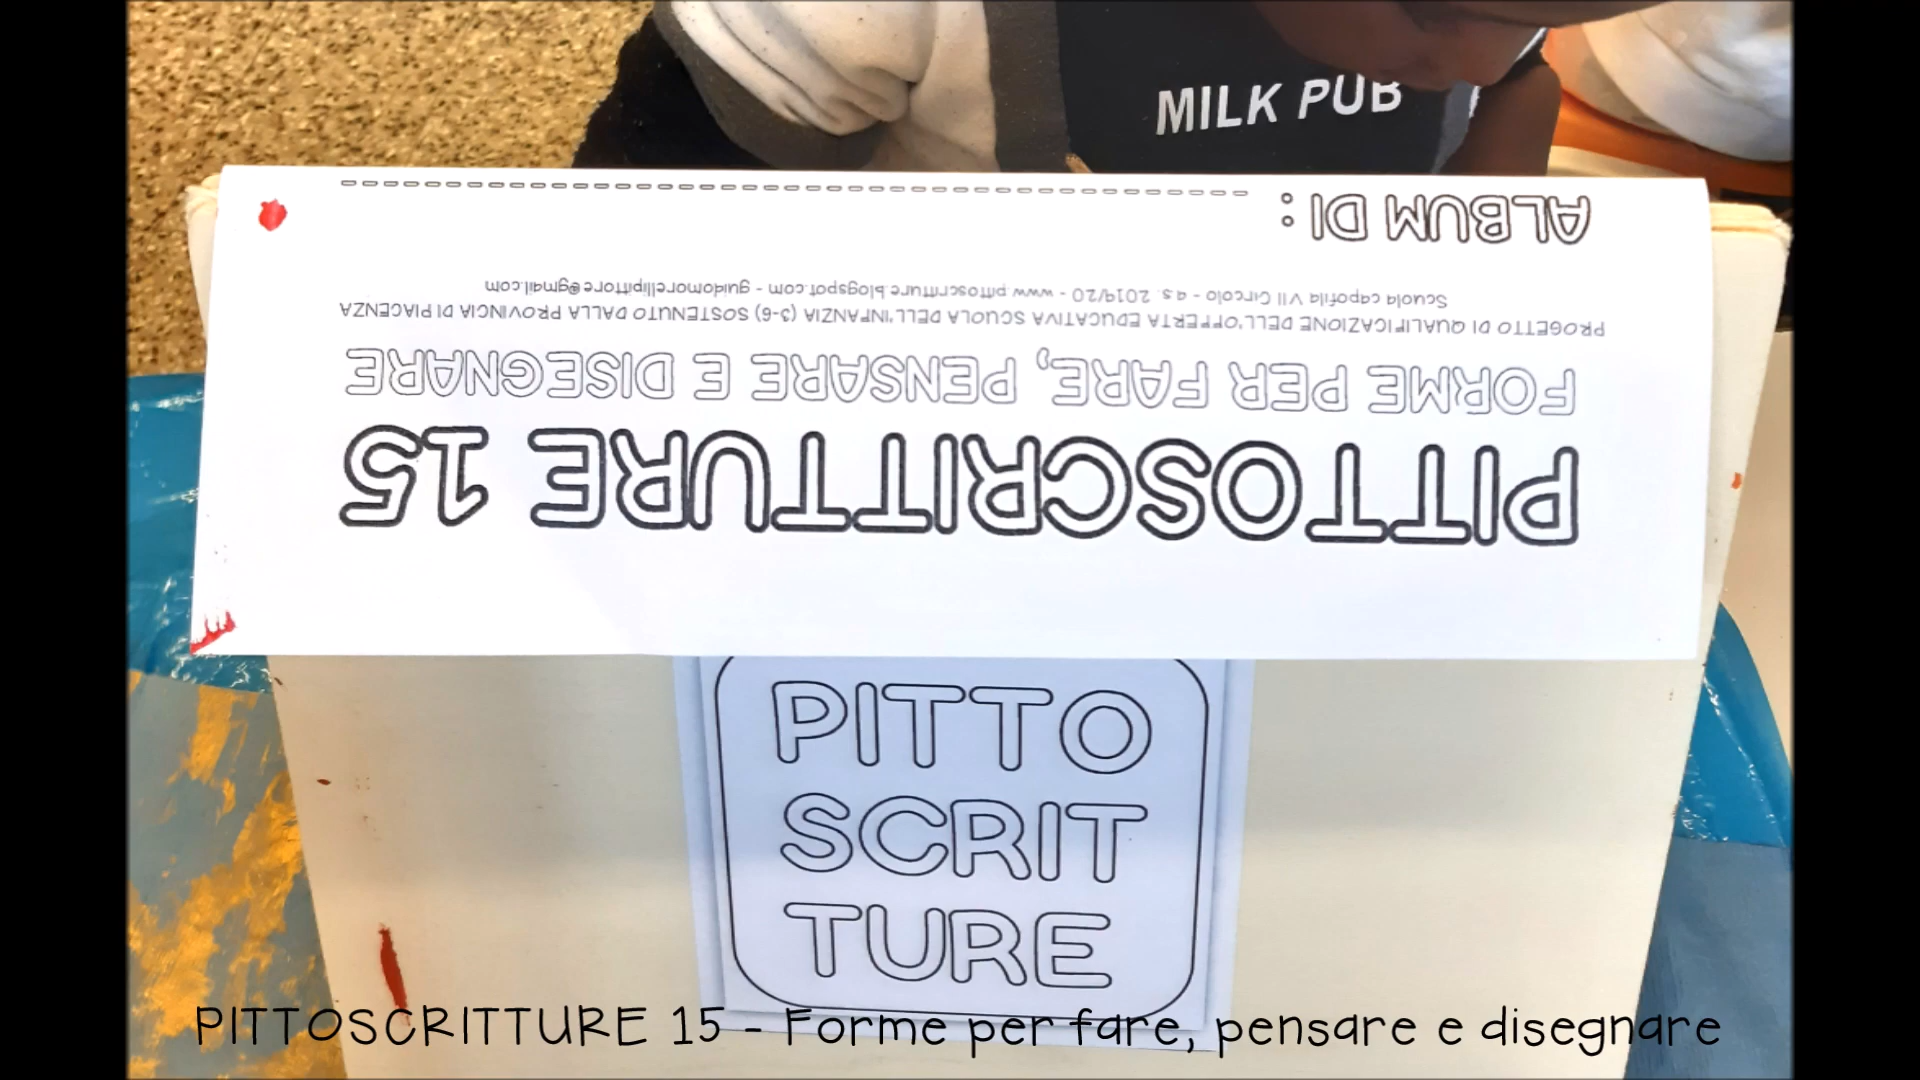 MILK PUB
PITTOSCRITTURE 15
FORME PER FARE, PENSARE E DISEGNARE
PROGETTO DI QUALIFICAZIONE DELL'OFFERTA EDUCATIVA SCUOLA DELL'INFANZIA (3-6) SOSTENUTO DALLA PROVINCIA DI PIACENZA
Scuola capofila VII Circolo - a.s. 2019/20 - www.pittoscritture.blogspot.com - guidomorellipittore@gmail.com
ALBUM DI :
PITTO
SCRIT
TURE
PITTOSCRITTURE 15 - Forme per fare, pensare e disegnare